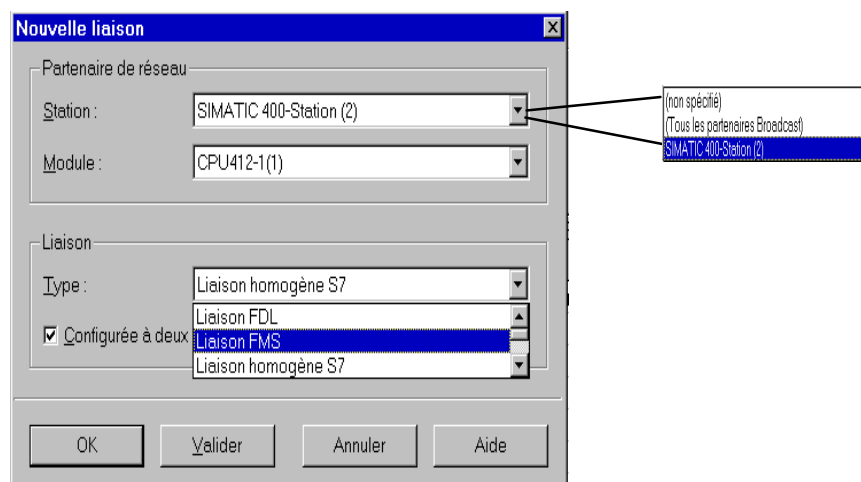 Nouvelle liaison
Partenaire de réseau
Station : SIMATIC 400-Station (2)
Module : CPU412-1(1)
(non spécifié)
(Tous les partenaires Broadcast)
SIMATIC 400-Station (2)
Liaison
Type : Liaison homogène S7
Liaison FDL
Configurée à deux Liaison FMS
Liaison homogène S7
OK Valider Annuler Aide